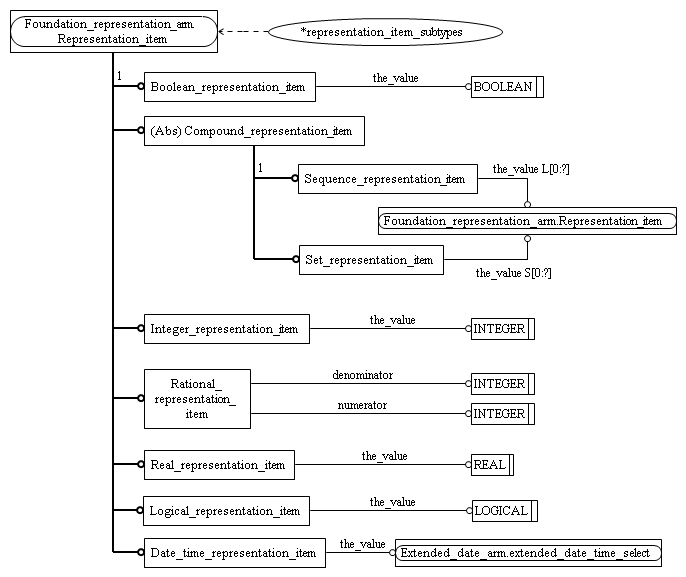 Foundation_representation_arm.
Representation_item
*representation_item_subtypes
1
Boolean_representation_item
the_value
BOOLEAN
(Abs) Compound_representation_item
1
Sequence_representation_item
the_value L[0:?]
Foundation_representation_arm.Representation_item
Set_representation_item
the_value S[0:?]
Integer_representation_item
the_value
INTEGER
Rational_
representation_
item
denominator
INTEGER
numerator
INTEGER
Real_representation_item
the_value
REAL
Logical_representation_item
the_value
LOGICAL
Date_time_representation_item
the_value
Extended_date_arm.extended_date_time_select